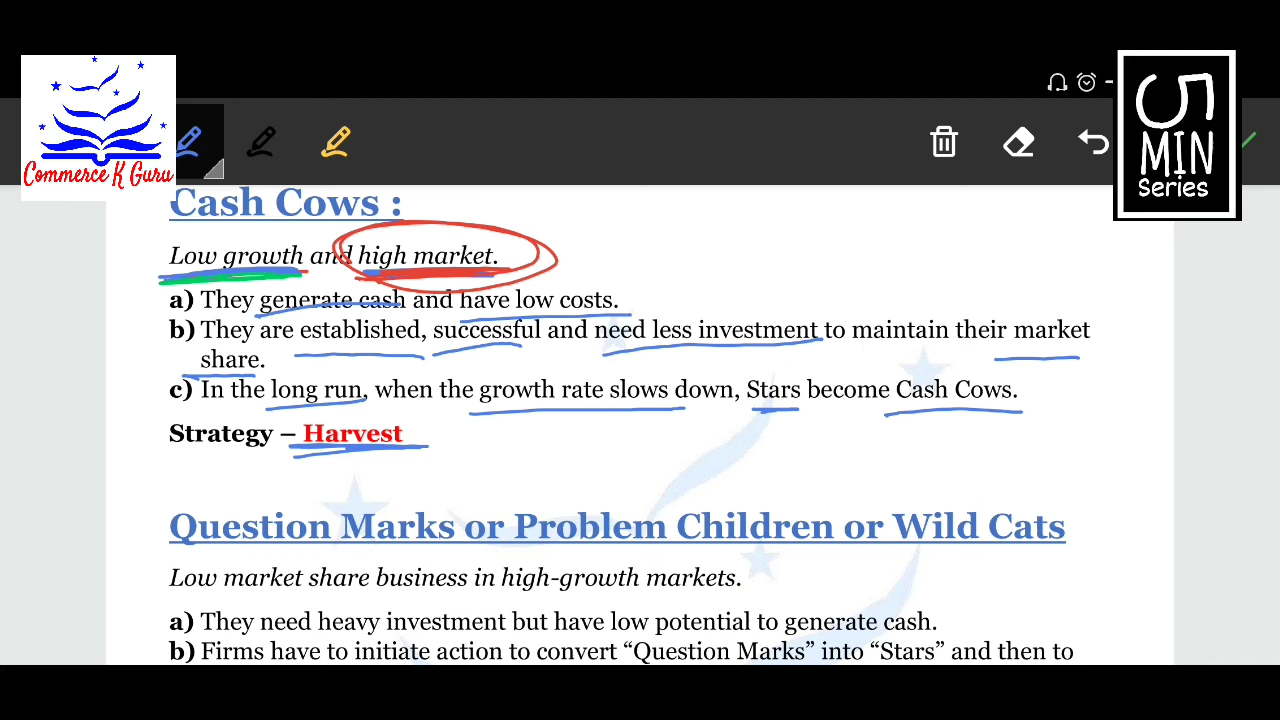 Commerce K Guru
5
MIN
Series
Cash Cows :
Low growth and high market.
a) They generate cash and have low costs.
b) They are established, successful and need less investment to maintain their market
share.
c) In the long run, when the growth rate slows down, Stars become Cash Cows.
Strategy – Harvest
Question Marks or Problem Children or Wild Cats
Low market share business in high-growth markets.
a) They need heavy investment but have low potential to generate cash.
b) Firms have to initiate action to convert “Question Marks” into “Stars” and then to